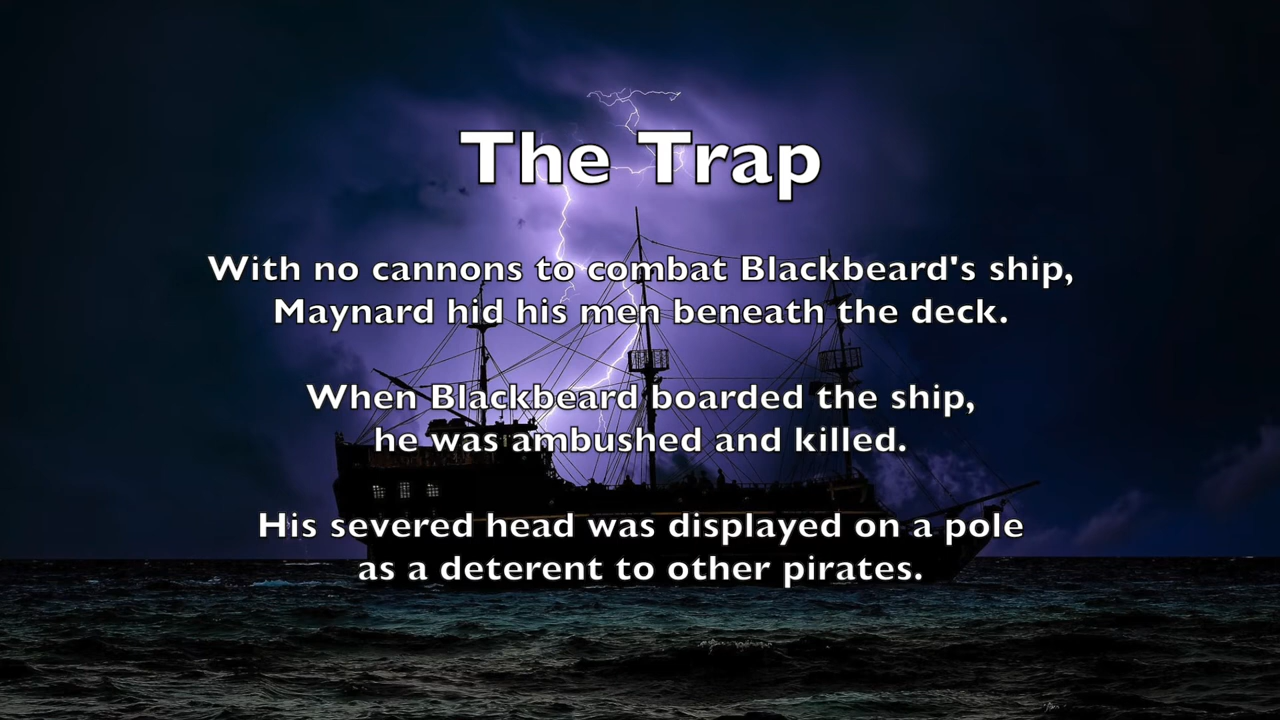 The Trap
With no cannons to combat Blackbeard's ship,
Maynard hid his men beneath the deck.
When Blackbeard boarded the ship,
he was ambushed and killed.
His severed head was displayed on a pole
as a deterent to other pirates.